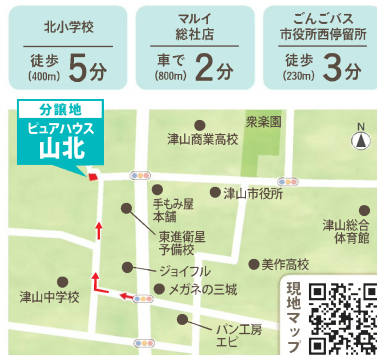 北小学校
徒歩5分
(400m)
マルイ
総社店
車で2分
(800m)
ごんごバス
市役所西停留所
徒歩3分
(230m)
分譲地
ピュアハウス
山北
津山商業高校
衆楽園
N
手もみ屋
本舗
津山市役所
東進衛星
予備校
津山総合
体育館
ジョイフル
美作高校
津山中学校
メガネの三城
パン工房
エピ
現地マップ